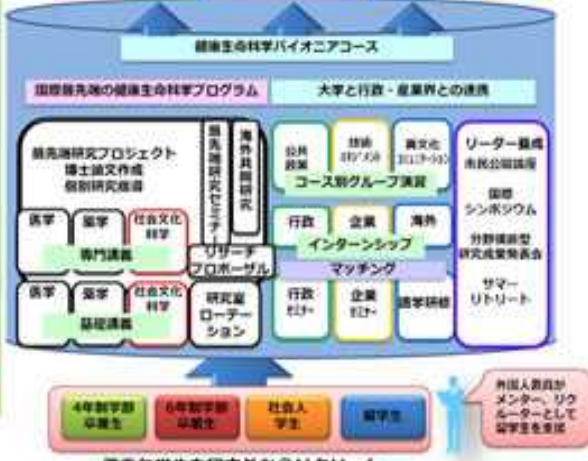 健康生命科学パイオニアコース
国際最先端の健康生命科学プログラム
大学と行政・産業界との連携
最先端研究プロジェクト
博士論文作成
個別研究指導
最先端研究セミナー
海外共同研究
医学
薬学
社会文化
科学
専門講義
リサーチ
プロポーザル
医学
薬学
社会文化
科学
基礎講義
研究室
ローテー
ション
公共
政策
技術
マネジメント
異文化
コミュニケーション
コース別グループ演習
行政
企業
海外
インターンシップ
マッチング
行政
セミナー
企業
セミナー
語学研修
リーダー養成
市民公開講座
国際
シンポジウム
分野横断型
研究成果発表会
サマー
リトリート
4年制学部
卒業生
6年制学部
卒業生
社会人
学生
留学生
外国人教員が
メンター、リク
ルーターとして
留学生を支援